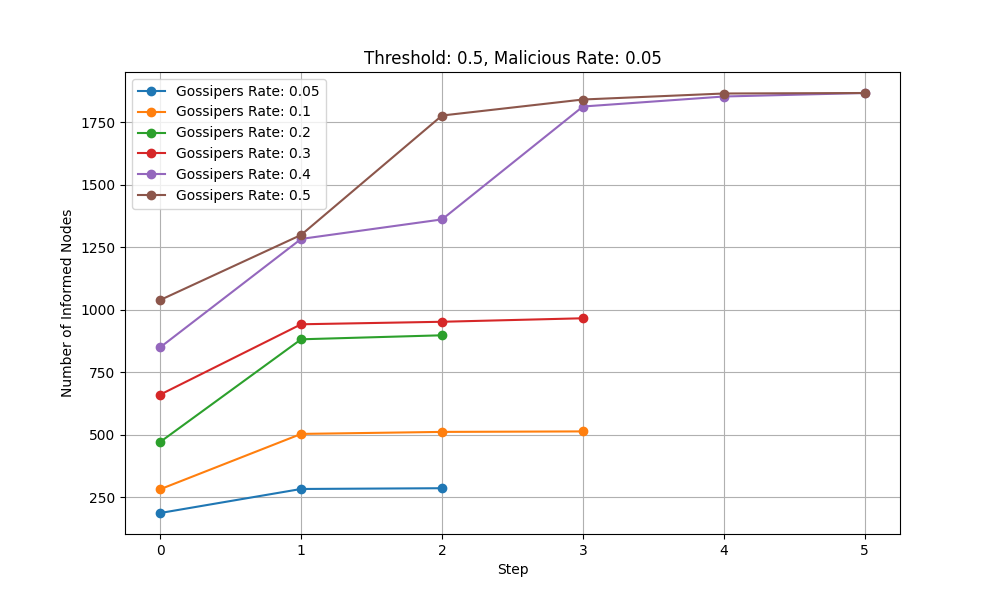 Threshold: 0.5, Malicious Rate: 0.05
Gossipers Rate: 0.05
Gossipers Rate: 0.1
Gossipers Rate: 0.2
Gossipers Rate: 0.3
Gossipers Rate: 0.4
Gossipers Rate: 0.5
Number of Informed Nodes
1750
1500
1250
1000
750
500
250
0 1 2 3 4 5
Step